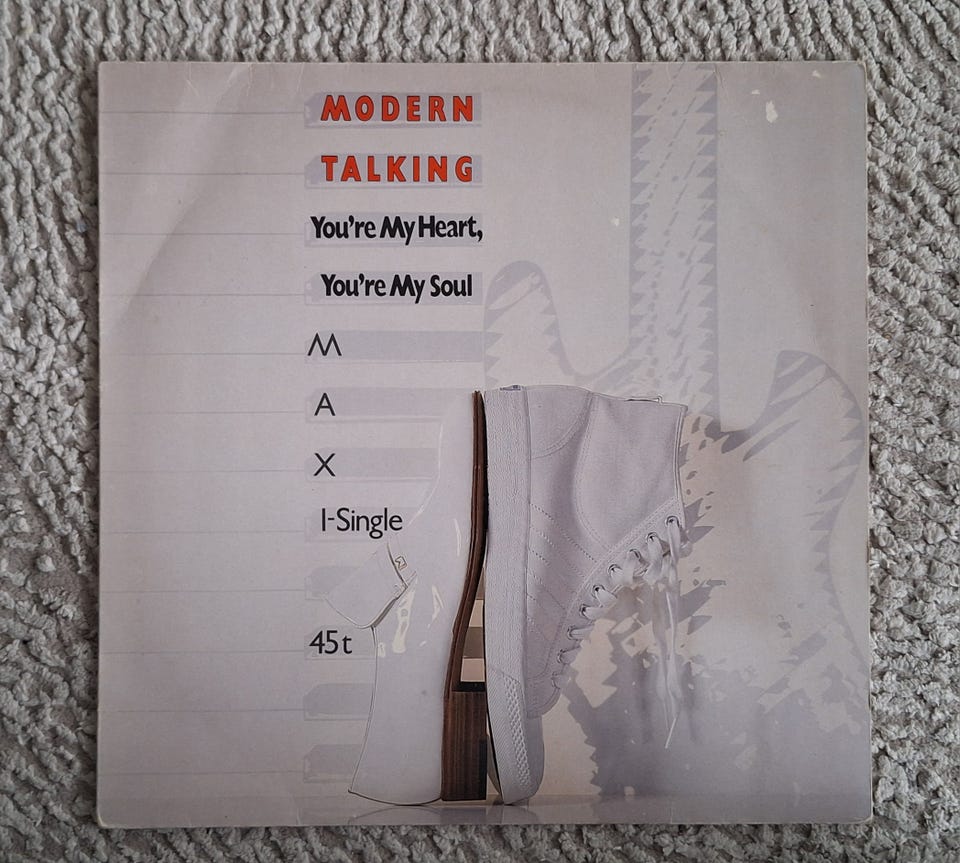 MODERN
TALKING
You're My Heart,
You're My Soul
M
A
X
I-Single
45t